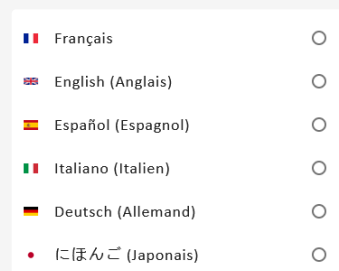 Français
English (Anglais)
Español (Espagnol)
Italiano (Italien)
Deutsch (Allemand)
にほんご (Japonais)